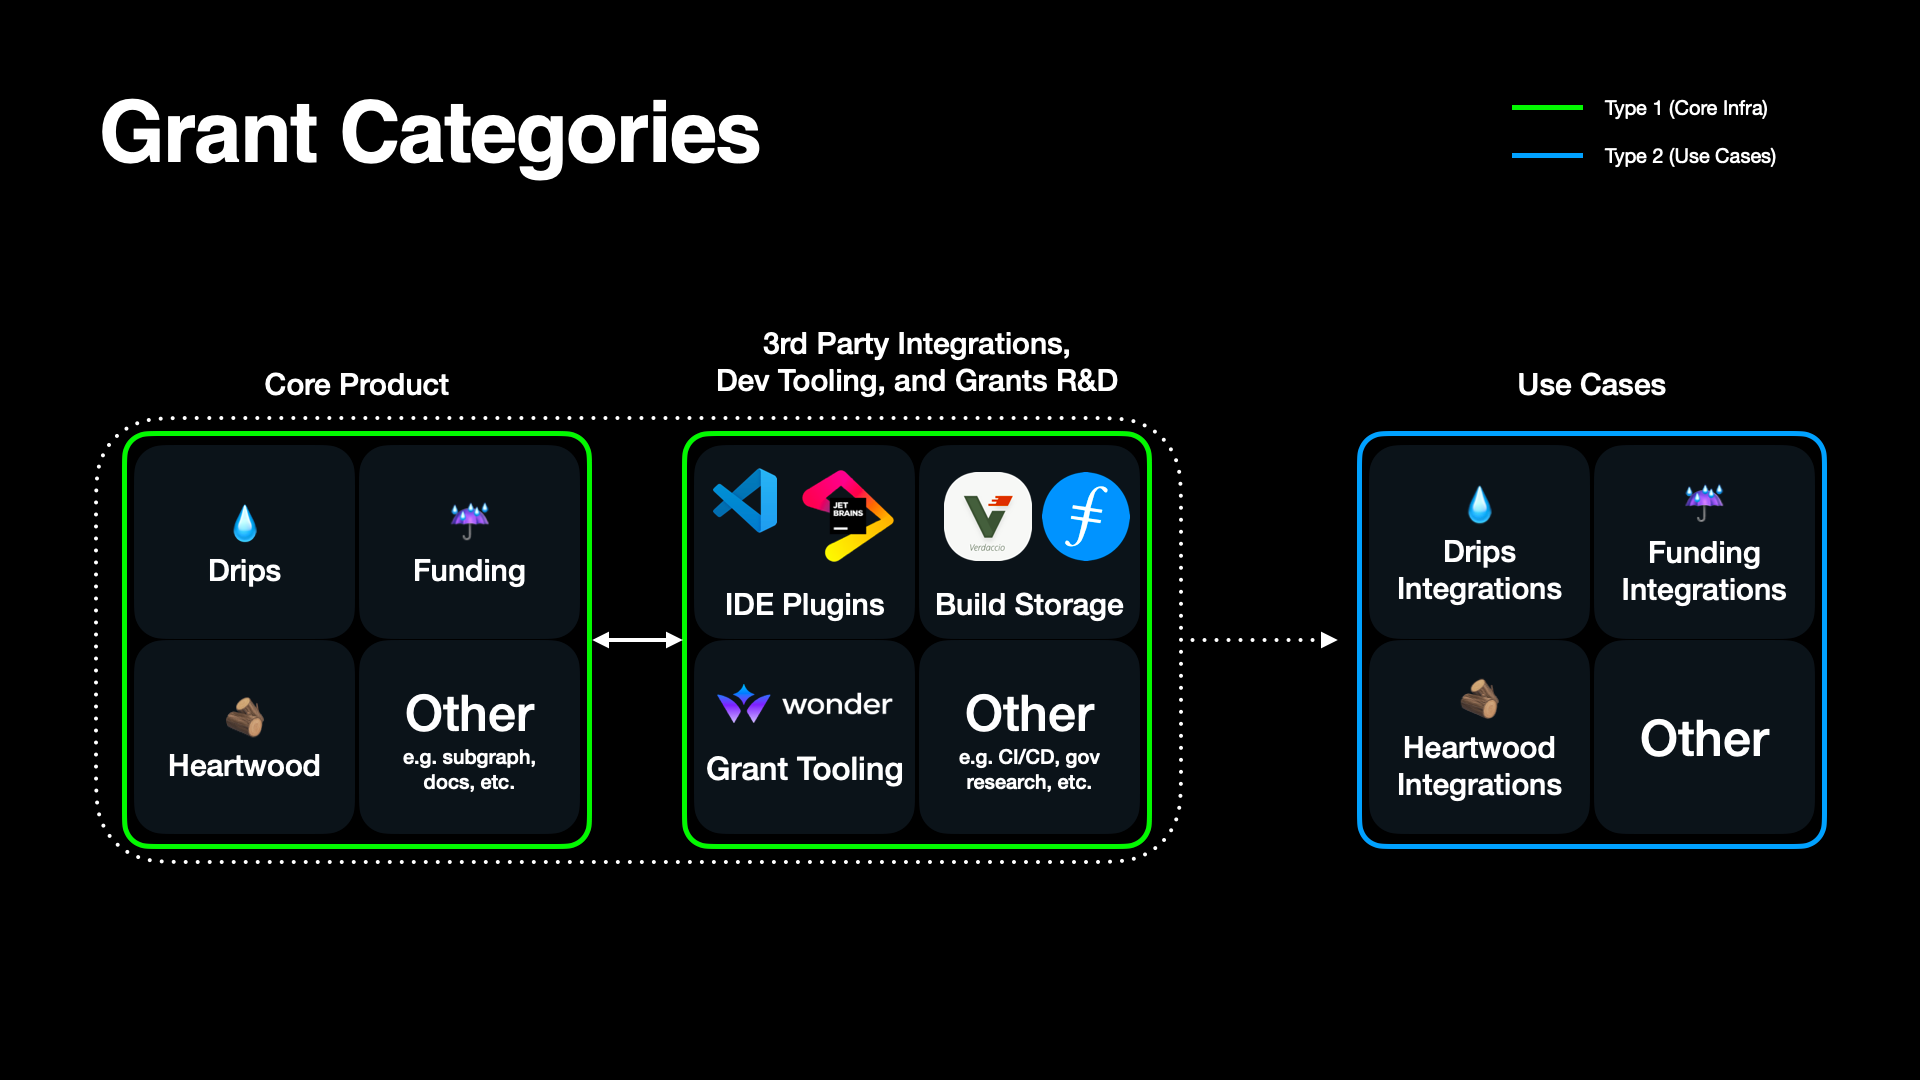 Grant Categories
Type 1 (Core Infra)
Type 2 (Use Cases)
Core Product
Drips
Funding
Heartwood
Other
e.g. subgraph,
docs, etc.
3rd Party Integrations,
Dev Tooling, and Grants R&D
JET
BRAINS
IDE Plugins
Verdaccio
Build Storage
wonder
Grant Tooling
Other
e.g. CI/CD, gov
research, etc.
Use Cases
Drips
Integrations
Funding
Integrations
Heartwood
Integrations
Other